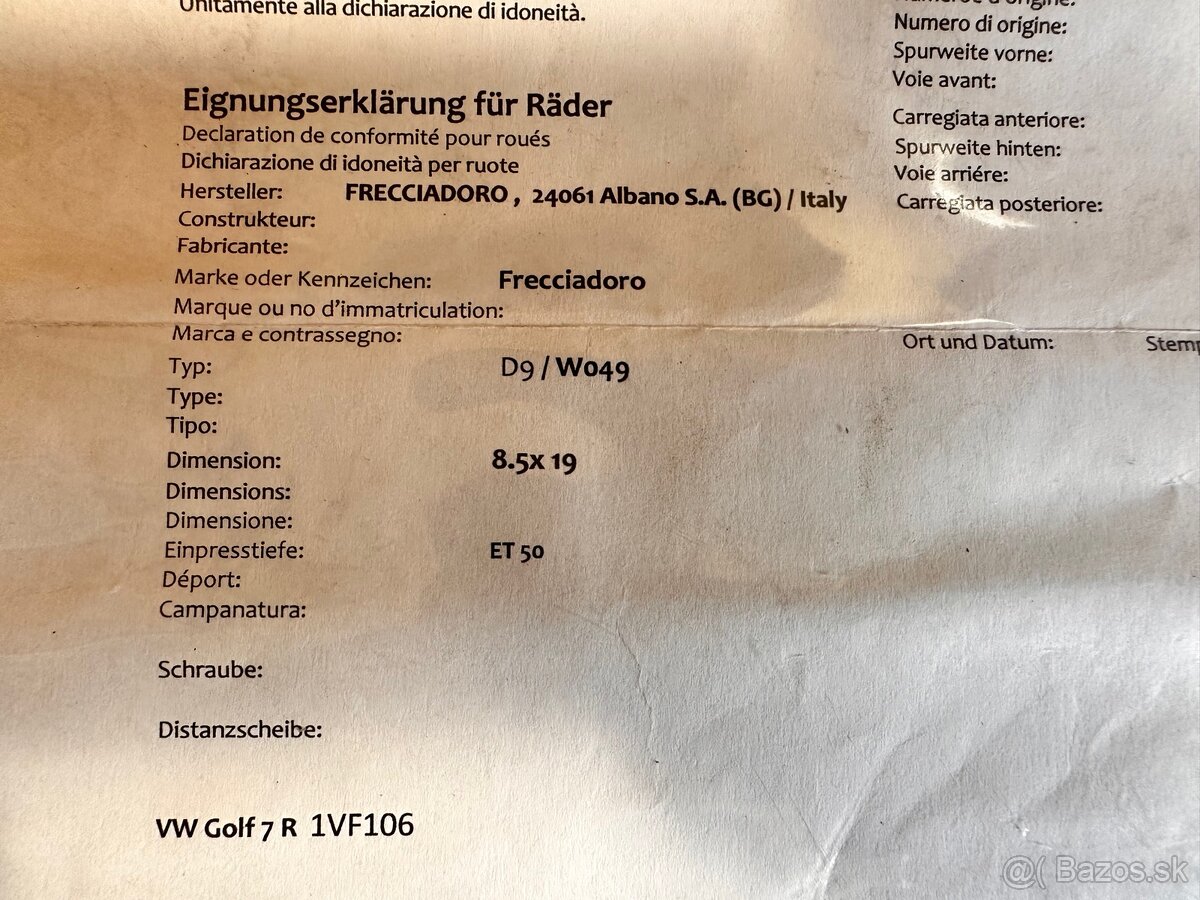 Unitamente alla dichiarazione di idoneità.
Eignungserklärung für Räder
Declaration de conformité pour roués
Dichiarazione di idoneità per ruote
Hersteller: FRECCIADORO , 24061 Albano S.A. (BG) / Italy
Construkteur:
Fabricante:
Marke oder Kennzeichen: Frecciadoro
Marque ou no d'immatriculation:
Marca e contrassegno:
Typ: D9 / W049
Type:
Tipo:
Dimension: 8.5x 19
Dimensions:
Dimensione:
Einpresstiefe: ET 50
Déport:
Campanatura:
Schraube:
Distanzscheibe:
VW Golf 7 R 1VF106
Numero di origine:
Spurweite vorne:
Voie avant:
Carregiata anteriore:
Spurweite hinten:
Voie arriére:
Carregiata posteriore:
Ort und Datum:
@( Bazos.sk